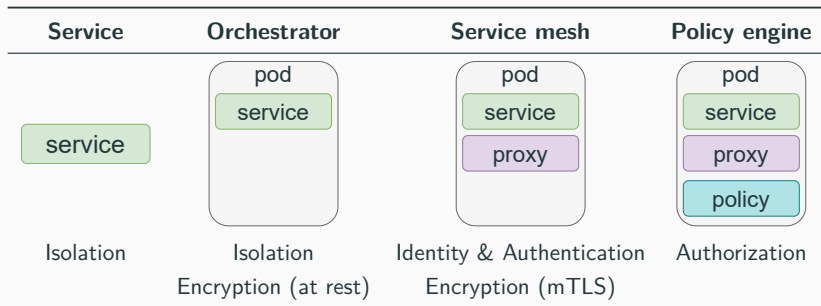 Service Orchestrator Service mesh Policy engine
pod pod pod
service service service
service
proxy proxy
policy
Isolation Isolation Identity & Authentication Authorization
Encryption (at rest) Encryption (mTLS)